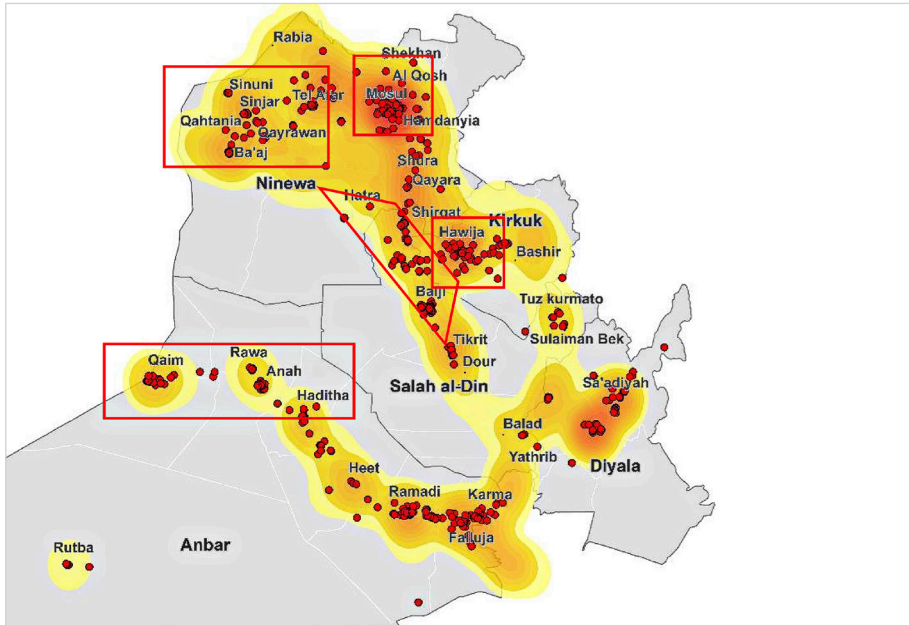 Rabia
Shekhan
Al Qosh
Sinuni
Tel Afar
Mosul
Sinjar
Qahtania
Hamdanyia
Qayrawan
Ba'aj
Shura
Ninewa
Qayara
Hatra
Shirqat
Kirkuk
Hawija
Bashir
Baiji
Tuz kurmato
Tikrit
Sulaiman Bek
Rawa
Qaim
Anah
Dour
Salah al-Din
Sa'adiyah
Haditha
Balad
Yathrib
Diyala
Heet
Ramadi
Karma
Falluja
Anbar
Rutba